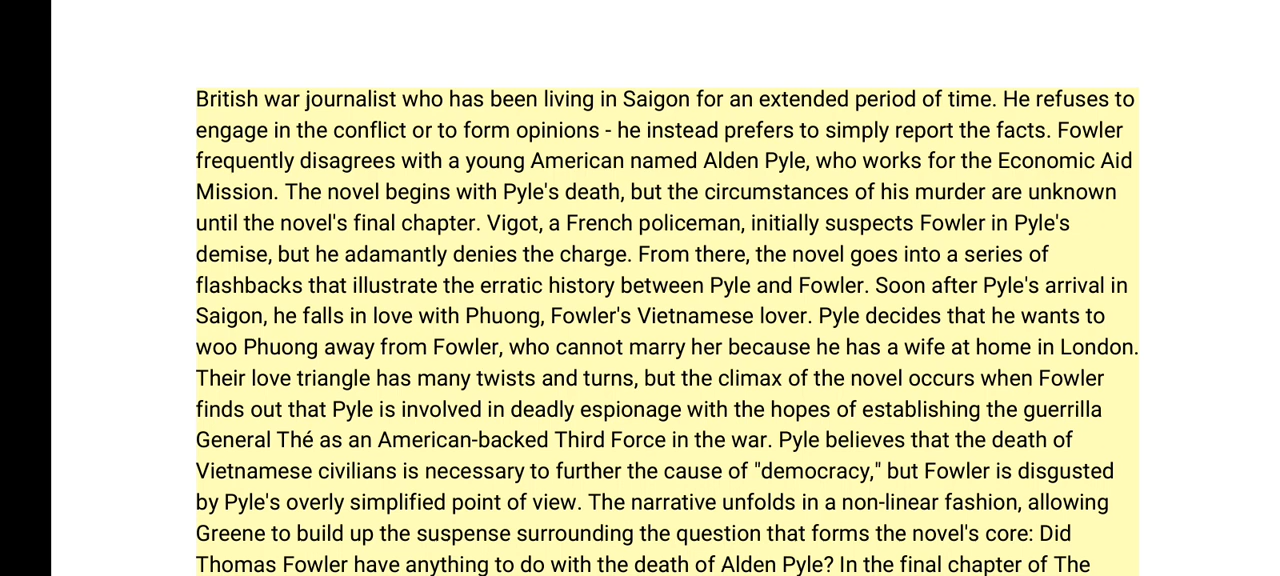 British war journalist who has been living in Saigon for an extended period of time. He refuses to
engage in the conflict or to form opinions - he instead prefers to simply report the facts. Fowler
frequently disagrees with a young American named Alden Pyle, who works for the Economic Aid
Mission. The novel begins with Pyle's death, but the circumstances of his murder are unknown
until the novel's final chapter. Vigot, a French policeman, initially suspects Fowler in Pyle's
demise, but he adamantly denies the charge. From there, the novel goes into a series of
flashbacks that illustrate the erratic history between Pyle and Fowler. Soon after Pyle's arrival in
Saigon, he falls in love with Phuong, Fowler's Vietnamese lover. Pyle decides that he wants to
woo Phuong away from Fowler, who cannot marry her because he has a wife at home in London.
Their love triangle has many twists and turns, but the climax of the novel occurs when Fowler
finds out that Pyle is involved in deadly espionage with the hopes of establishing the guerrilla
General Thé as an American-backed Third Force in the war. Pyle believes that the death of
Vietnamese civilians is necessary to further the cause of "democracy," but Fowler is disgusted
by Pyle's overly simplified point of view. The narrative unfolds in a non-linear fashion, allowing
Greene to build up the suspense surrounding the question that forms the novel's core: Did
Thomas Fowler have anything to do with the death of Alden Pyle? In the final chapter of The